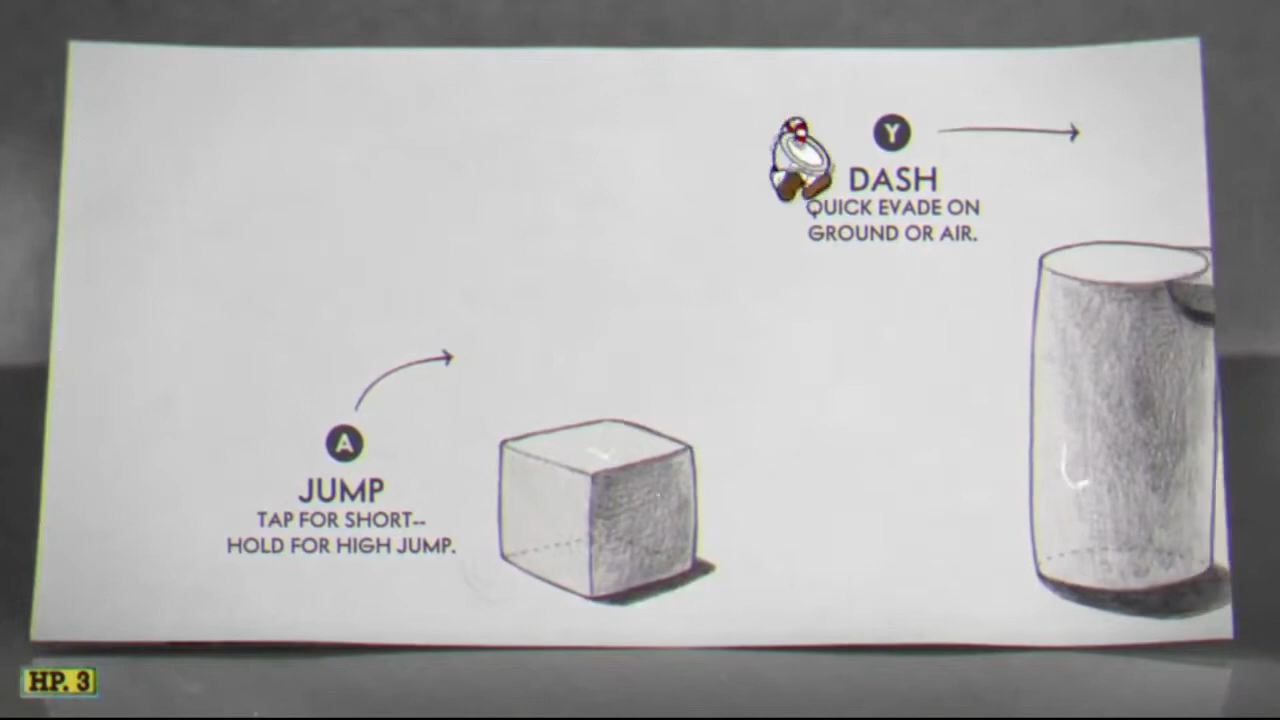 Y
DASH
QUICK EVADE ON
GROUND OR AIR.
A
JUMP
TAP FOR SHORT--
HOLD FOR HIGH JUMP.
HP. 3